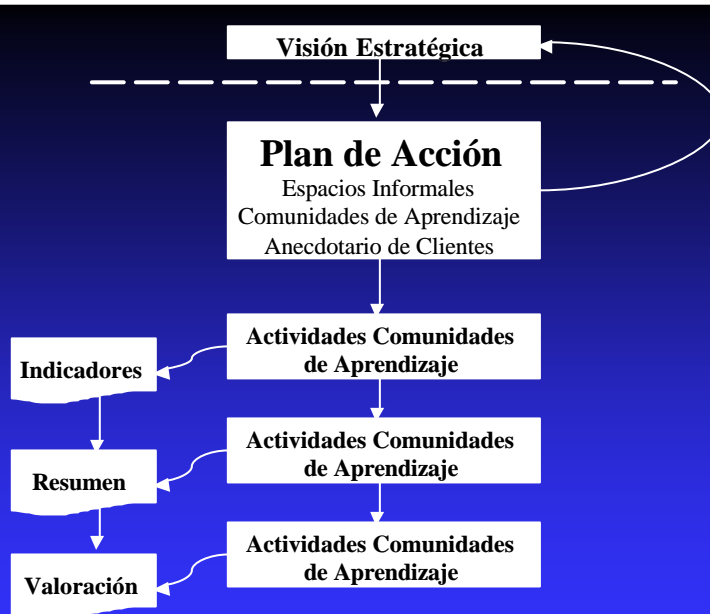 Visión Estratégica
Plan de Acción
Espacios Informales
Comunidades de Aprendizaje
Anecdotario de Clientes
Actividades Comunidades
de Aprendizaje
Indicadores
Actividades Comunidades
de Aprendizaje
Resumen
Actividades Comunidades
de Aprendizaje
Valoración